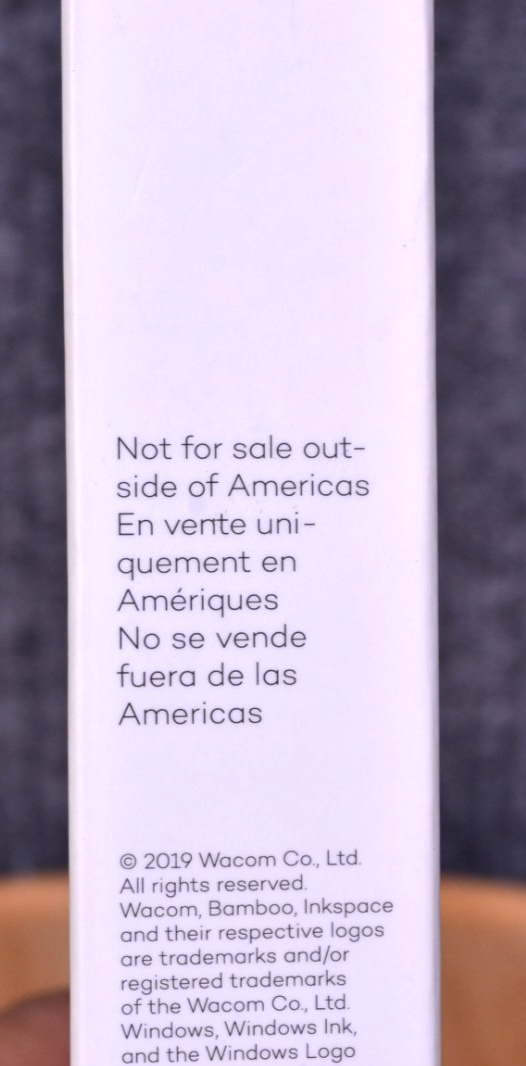 Not for sale out-
side of Americas
En vente uni-
quement en
Amériques
No se vende
fuera de las
Americas
© 2019 Wacom Co., Ltd.
All rights reserved.
Wacom, Bamboo, Inkspace
and their respective logos
are trademarks and/or
registered trademarks
of the Wacom Co., Ltd.
Windows, Windows Ink,
and the Windows Logo